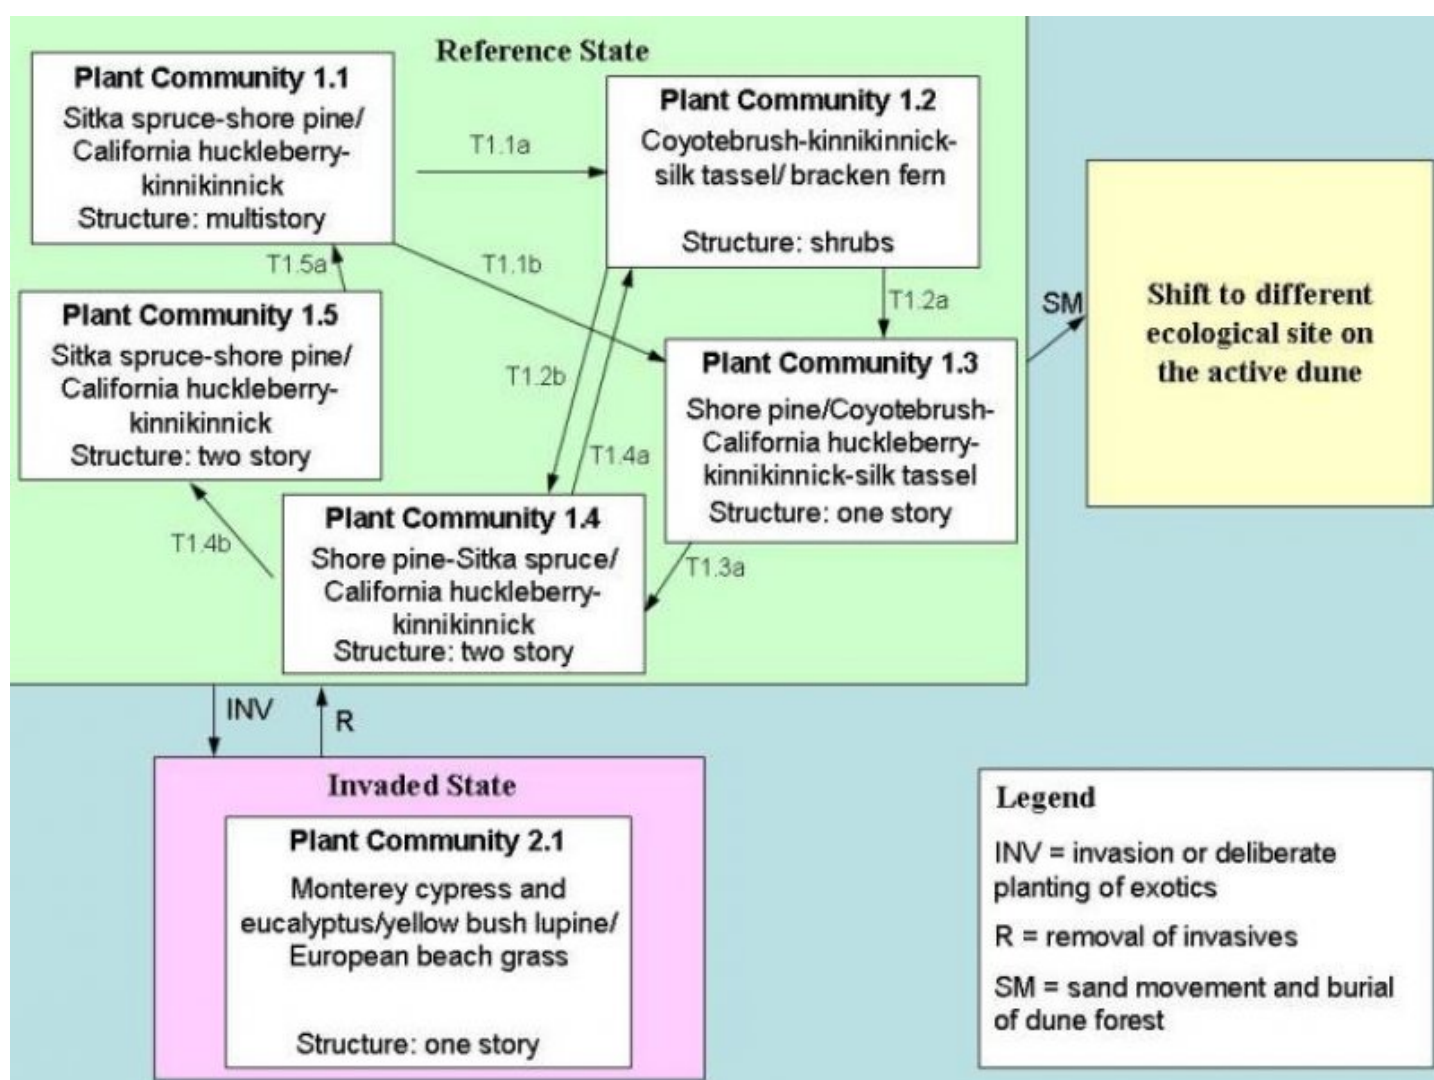 Reference State
Plant Community 1.1
Sitka spruce-shore pine/
California huckleberry-
kinnikinnick
Structure: multistory
T1.1a
Plant Community 1.2
Coyotebrush-kinnikinnick-
silk tassel/ bracken fern
Structure: shrubs
T1.5a
T1.1b
T1.2a
Plant Community 1.5
Sitka spruce-shore pine/
California huckleberry-
kinnikinnick
Structure: two story
T1.2b
T1.4a
Plant Community 1.3
Shore pine/Coyotebrush-
California huckleberry-
kinnikinnick-silk tassel
Structure: one story
SM
Shift to different
ecological site on
the active dune
T1.4b
Plant Community 1.4
Shore pine-Sitka spruce/
California huckleberry-
kinnikinnick
Structure: two story
T1.3a
INV
R
Invaded State
Plant Community 2.1
Monterey cypress and
eucalyptus/yellow bush lupine/
European beach grass
Structure: one story
Legend
INV = invasion or deliberate
planting of exotics
R = removal of invasives
SM = sand movement and burial
of dune forest